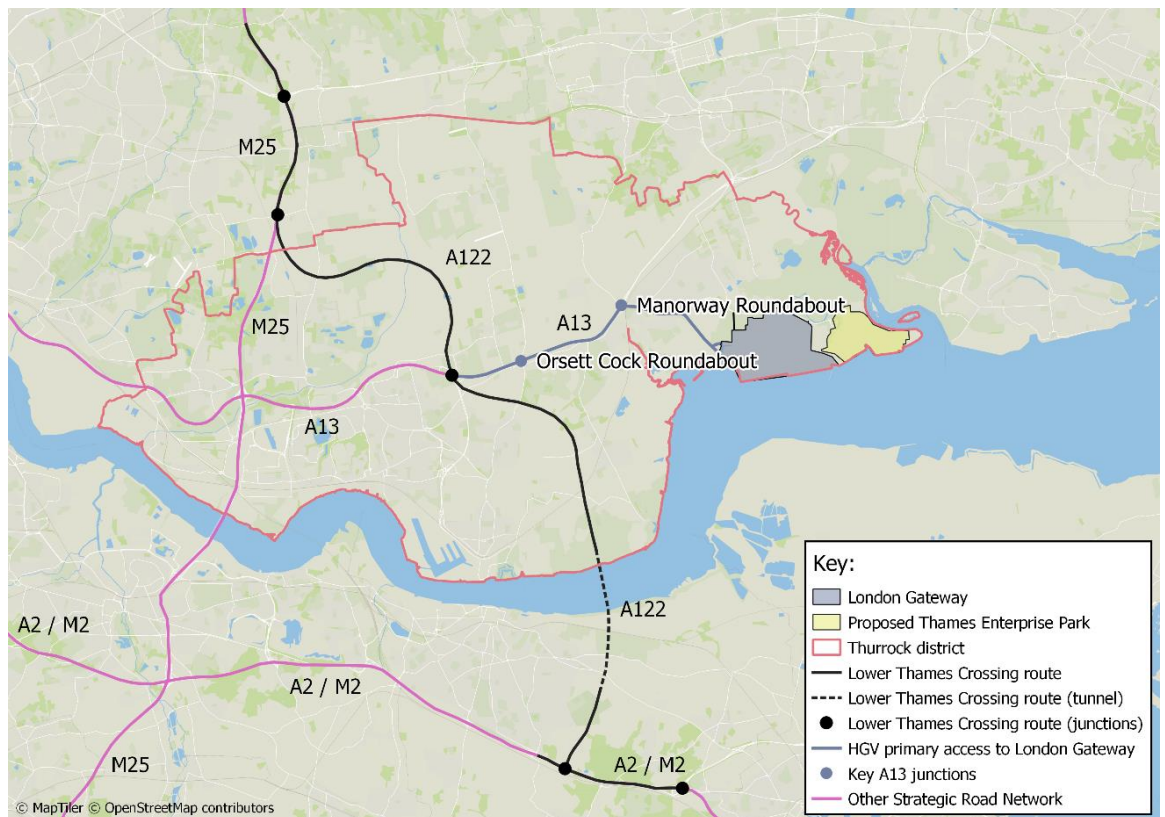 M25
A122
M25
Manorway Roundabout
A13
Orsett Cock Roundabout
A13
A122
A2 / M2
A2 / M2
M25
A2 / M2
Key:
London Gateway
Proposed Thames Enterprise Park
Thurrock district
Lower Thames Crossing route
Lower Thames Crossing route (tunnel)
Lower Thames Crossing route (junctions)
HGV primary access to London Gateway
Key A13 junctions
Other Strategic Road Network
© MapTiler © OpenStreetMap contributors